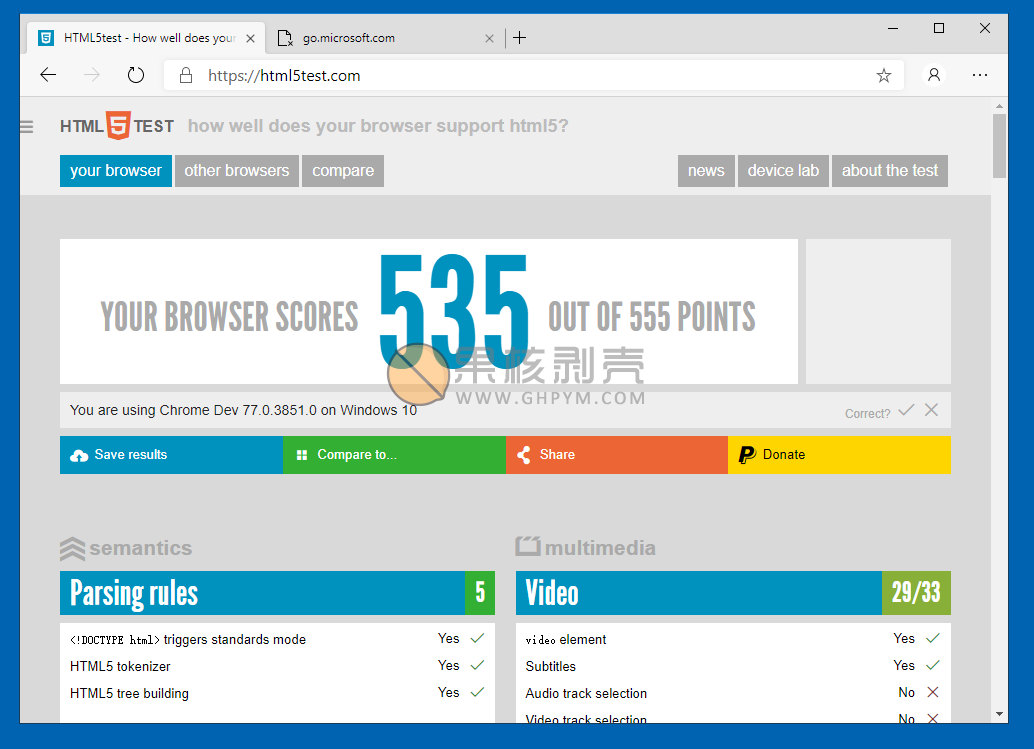 HTML5test - How well does your
go.microsoft.com
https://html5test.com
HTML 5 TEST how well does your browser support html5?
your browser other browsers compare news device lab about the test
YOUR BROWSER SCORES 535 OUT OF 555 POINTS
果核剥壳
WWW.GHPYM.COM
You are using Chrome Dev 77.0.3851.0 on Windows 10 Correct?
Save results Compare to... Share Donate
semantics
Parsing rules 5
<!DOCTYPE html> triggers standards mode Yes
HTML5 tokenizer Yes
HTML5 tree building Yes
multimedia
Video 29/33
video element Yes
Subtitles Yes
Audio track selection No
Video track selection No